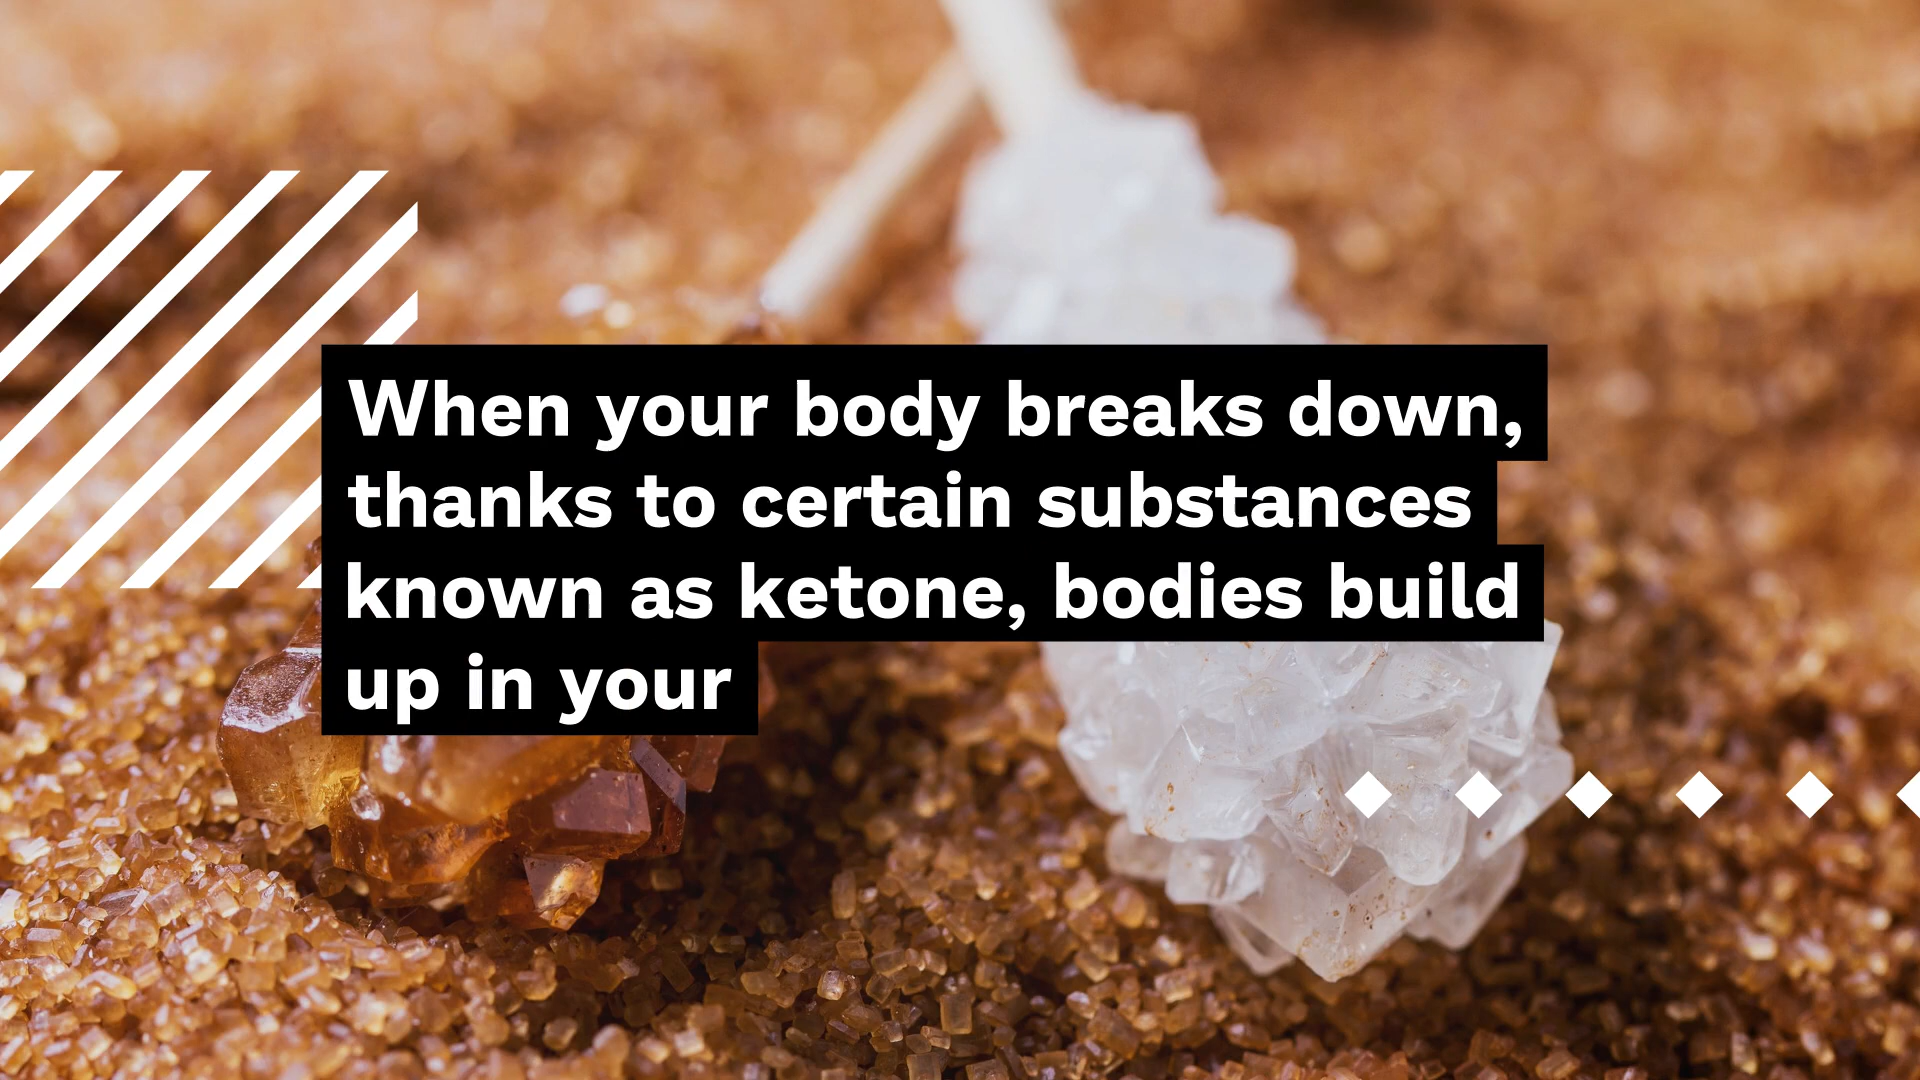 When your body breaks down,
thanks to certain substances
known as ketone, bodies build
up in your